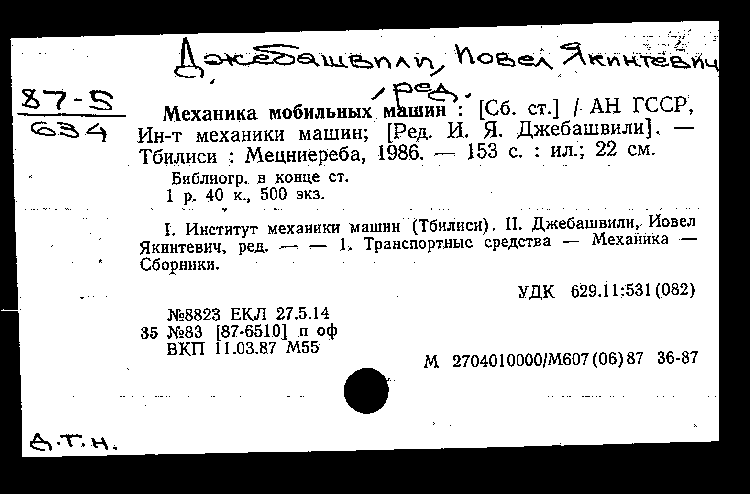 Джебашвили, Иовел Якинтевич
, ред.
87-5
634
Механика мобильных машин : [Сб. ст.] / АН ГССР,
Ин-т механики машин; [Ред. И. Я. Джебашвили]. —
Тбилиси : Мецниереба, 1986. — 153 с. : ил.; 22 см.
Библиогр. в конце ст.
1 р. 40 к., 500 экз.
I. Институт механики машин (Тбилиси). II. Джебашвили, Иовел
Якинтевич, ред. — — 1. Транспортные средства — Механика —
Сборники.
УДК 629.11:531(082)
№8823 ЕКЛ 27.5.14
35 №83 [87-6510] п оф
ВКП 11.03.87 М55
М 2704010000/М607(06)87 36-87
д.т.н.